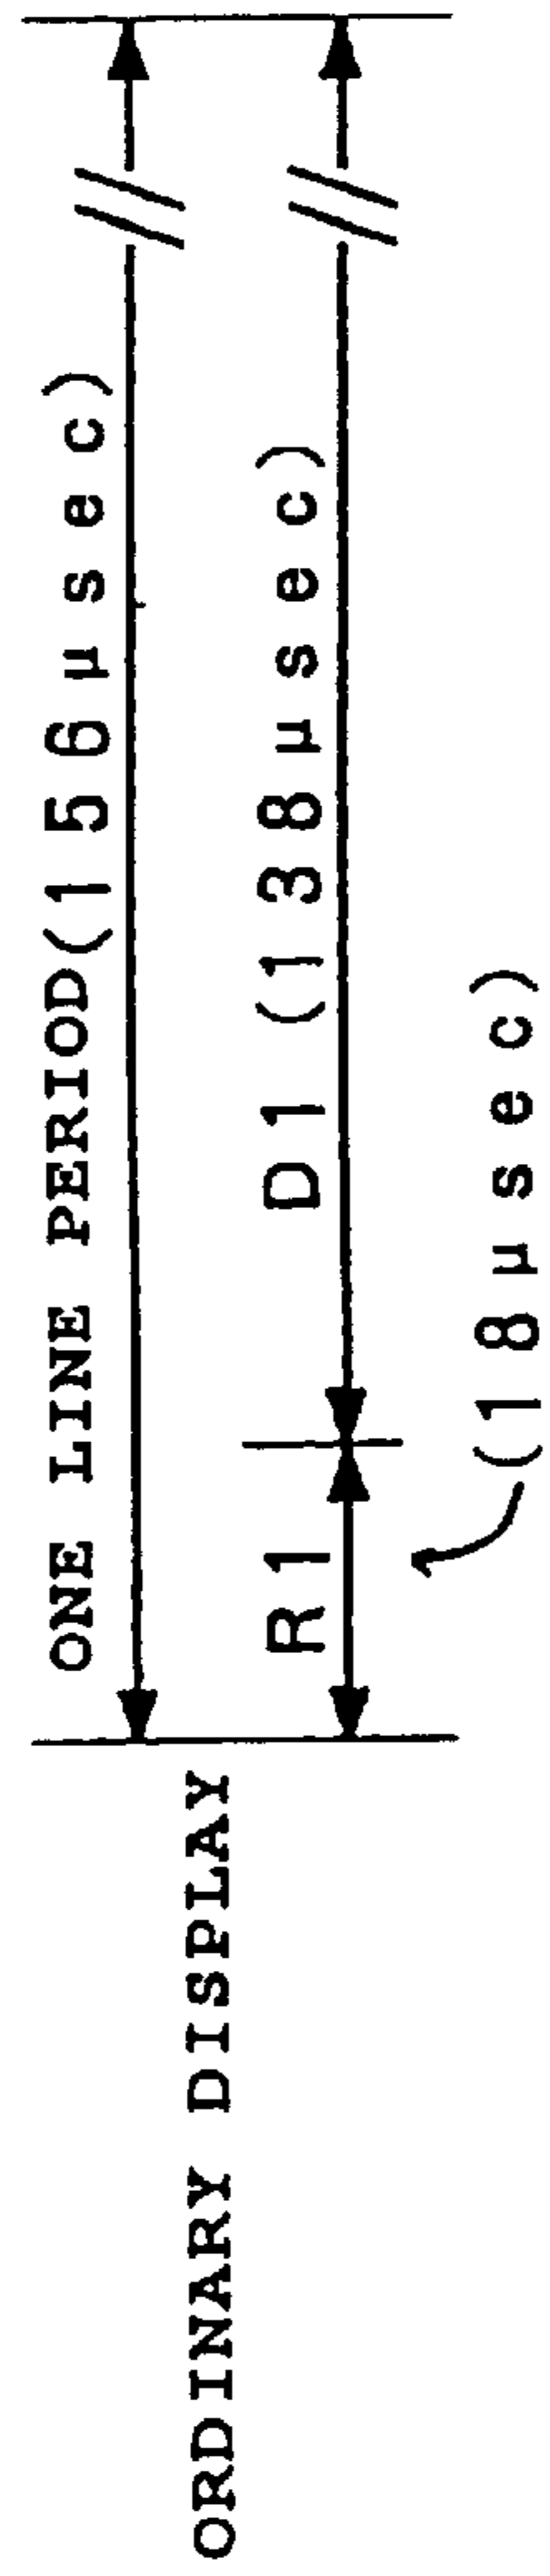 ORDINARY DISPLAY
ONE LINE PERIOD(156μsec)
R1
D1 (138μsec)
(18μsec)